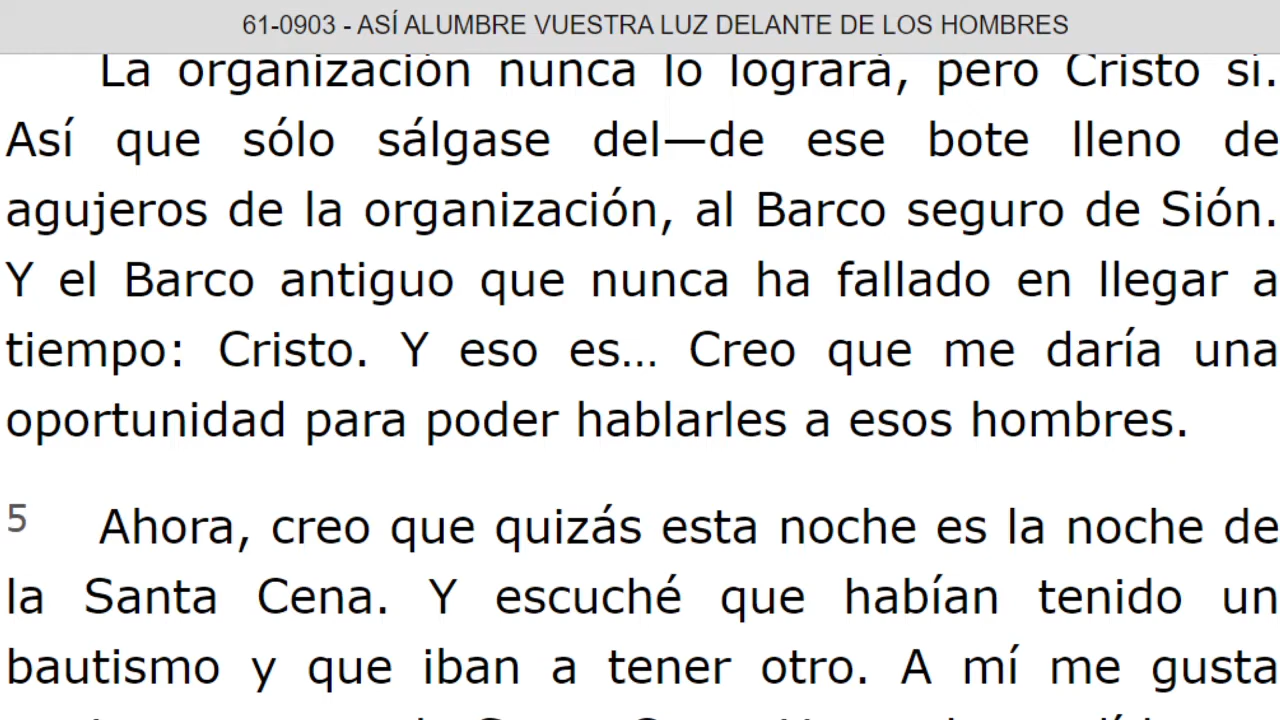 61-0903 - ASÍ ALUMBRE VUESTRA LUZ DELANTE DE LOS HOMBRES
La organización nunca lo logrará, pero Cristo sí.
Así que sólo sálgase del—de ese bote lleno de
agujeros de la organización, al Barco seguro de Sión.
Y el Barco antiguo que nunca ha fallado en llegar a
tiempo: Cristo. Y eso es... Creo que me daría una
oportunidad para poder hablarles a esos hombres.
5 Ahora, creo que quizás esta noche es la noche de
la Santa Cena. Y escuché que habían tenido un
bautismo y que iban a tener otro. A mí me gusta